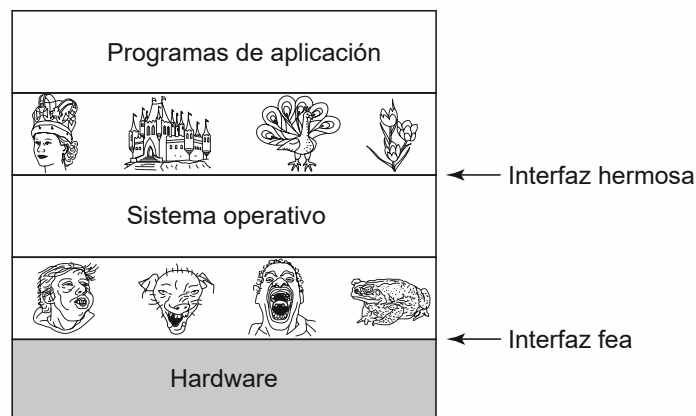 Programas de aplicación
Interfaz hermosa
Sistema operativo
Interfaz fea
Hardware